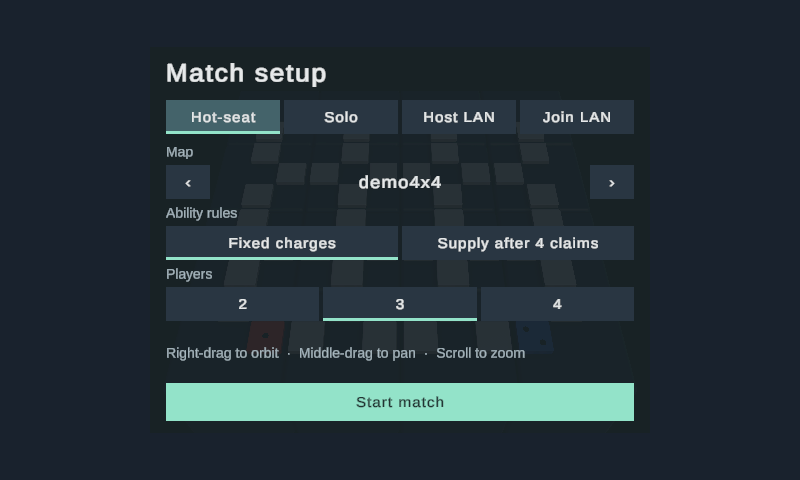 Match setup
Hot-seat Solo Host LAN Join LAN
Map
‹ demo4x4 ›
Ability rules
Fixed charges Supply after 4 claims
Players
2 3 4
Right-drag to orbit · Middle-drag to pan · Scroll to zoom
Start match